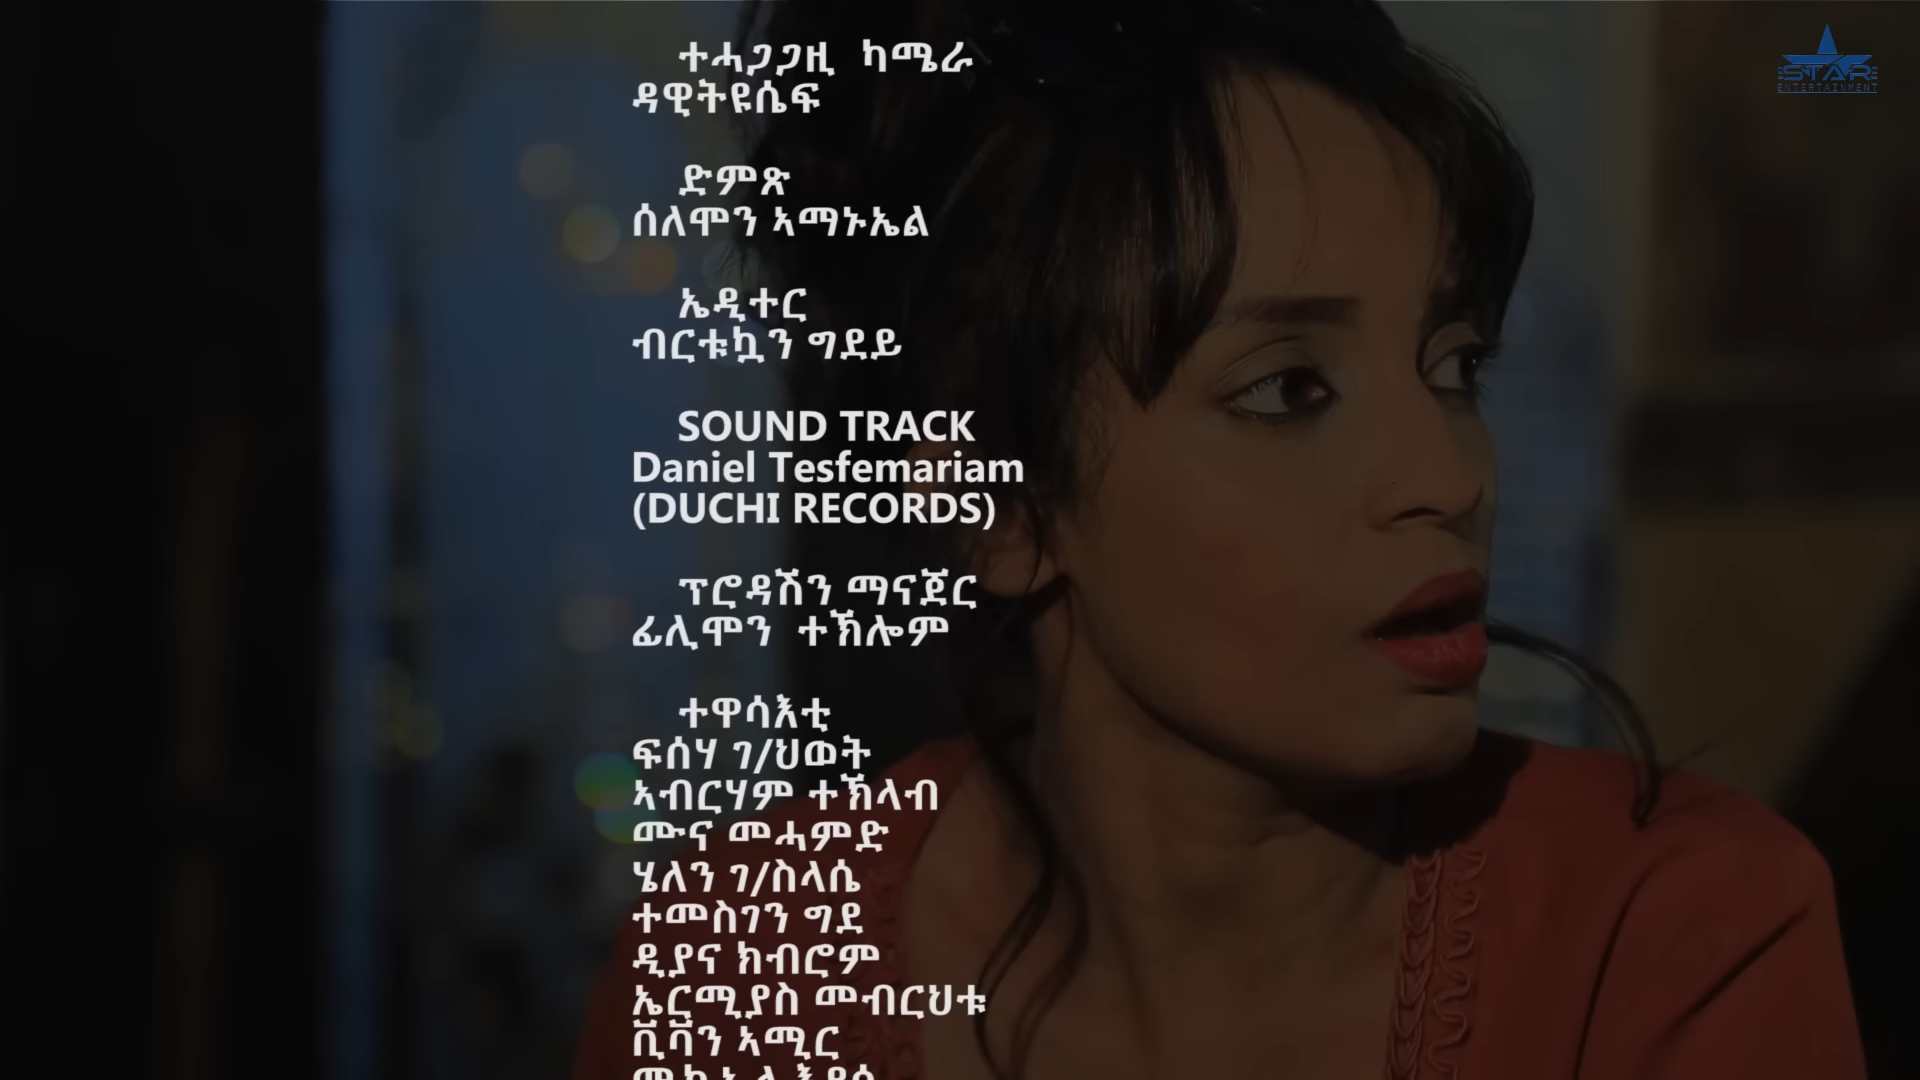 STAR
ENTERTAINMENT
ተሓጋጋዚ ካሜራ
ዳዊትዩሴፍ
ድምጽ
ሰለሞን ኣማኑኤል
ኤዲተር
ብርቱኳን ግደይ
SOUND TRACK
Daniel Tesfemariam
(DUCHI RECORDS)
ፕሮዳሽን ማናጀር
ፊሊሞን ተኽሎም
ተዋሳእቲ
ፍሰሃ ገ/ህወት
ኣብርሃም ተኽላብ
ሙና መሓምድ
ሄለን ገ/ስላሴ
ተመስገን ግደ
ዲያና ክብሮም
ኤርሚያስ መብርህቱ
ቪቫን ኣሚር